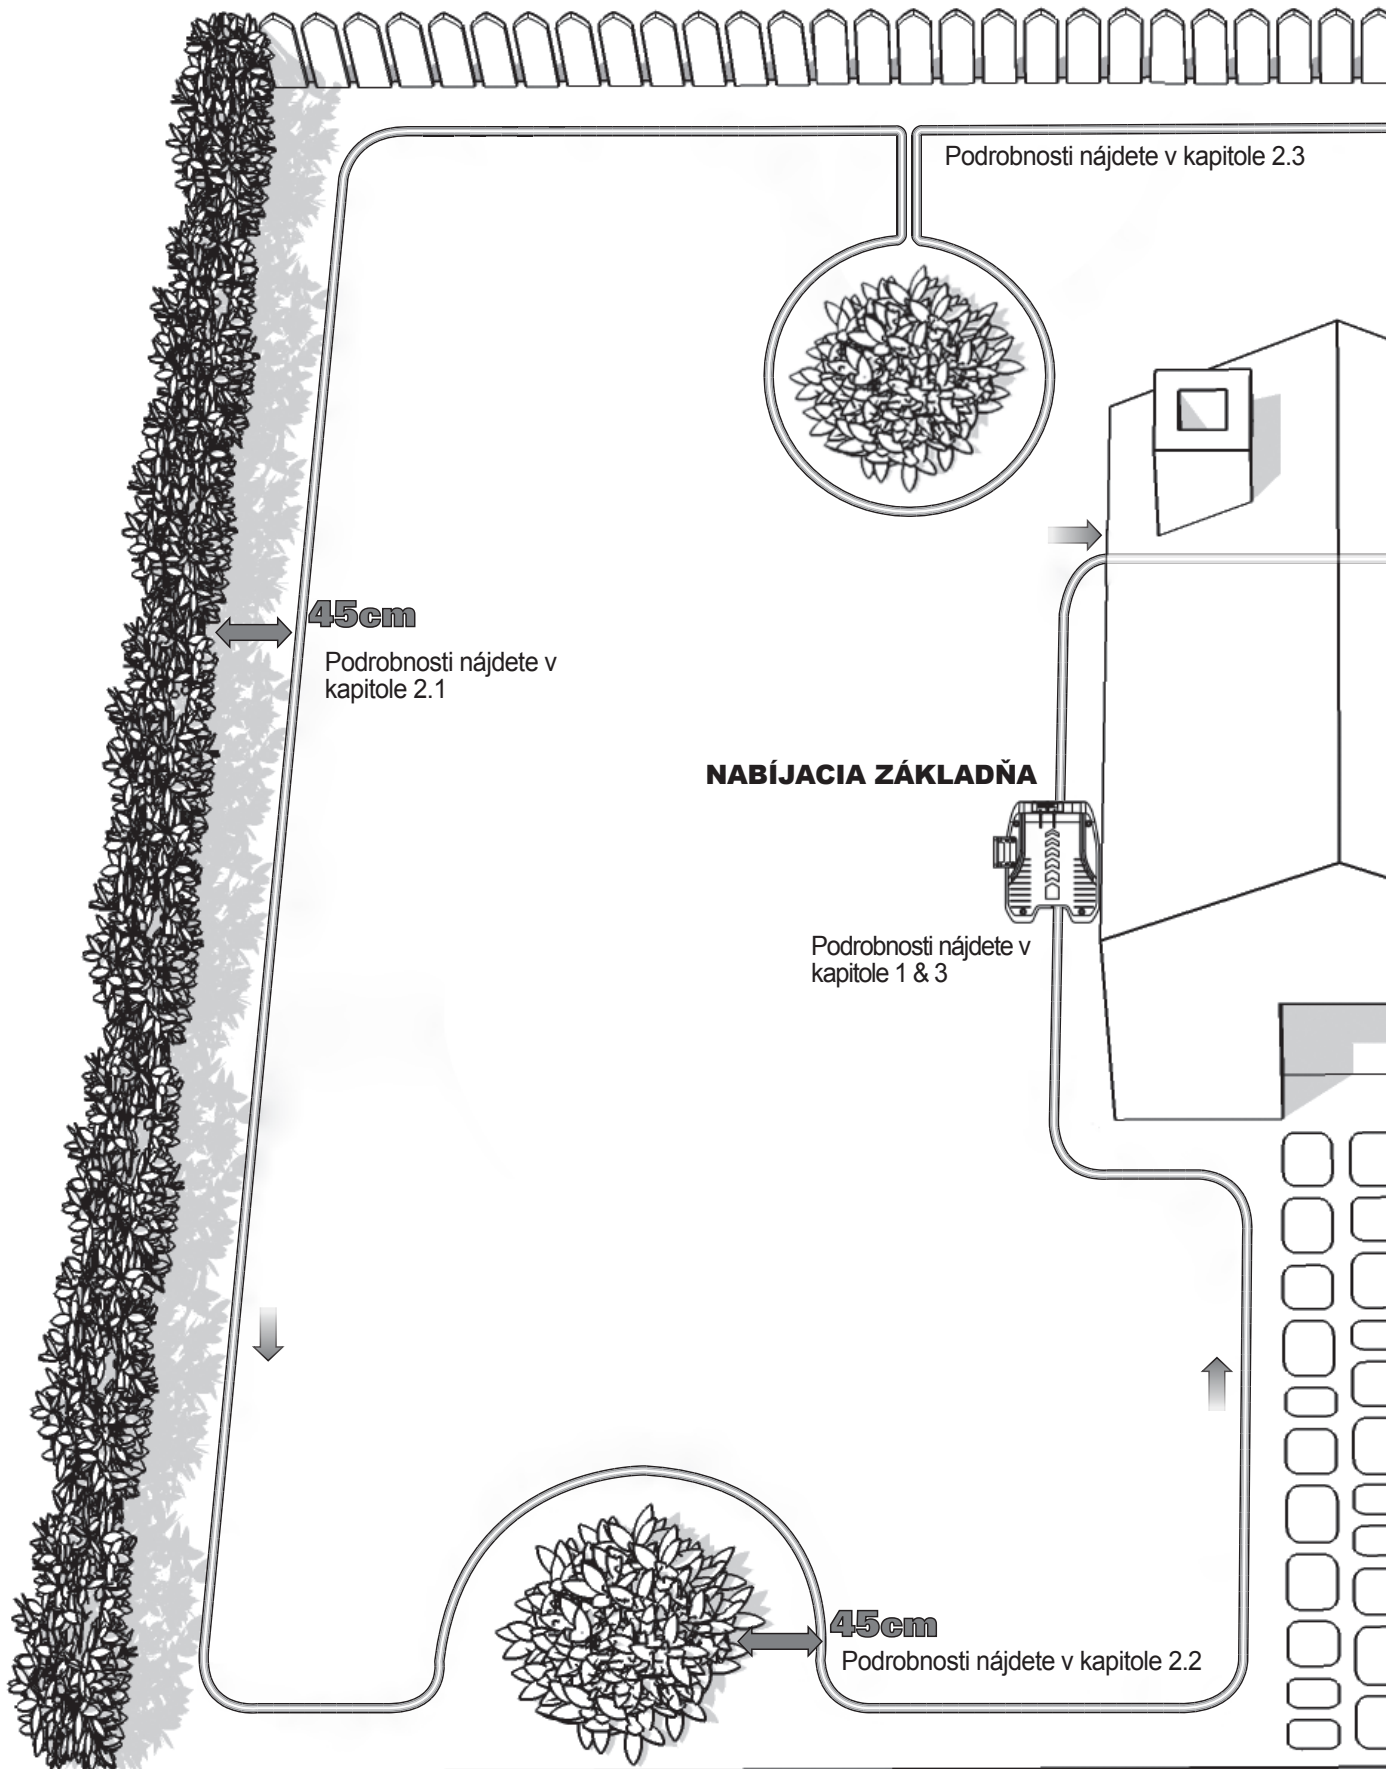 Podrobnosti nájdete v kapitole 2.3
45cm
Podrobnosti nájdete v
kapitole 2.1
NABÍJACIA ZÁKLADŇA
Podrobnosti nájdete v
kapitole 1 & 3
45cm
Podrobnosti nájdete v kapitole 2.2